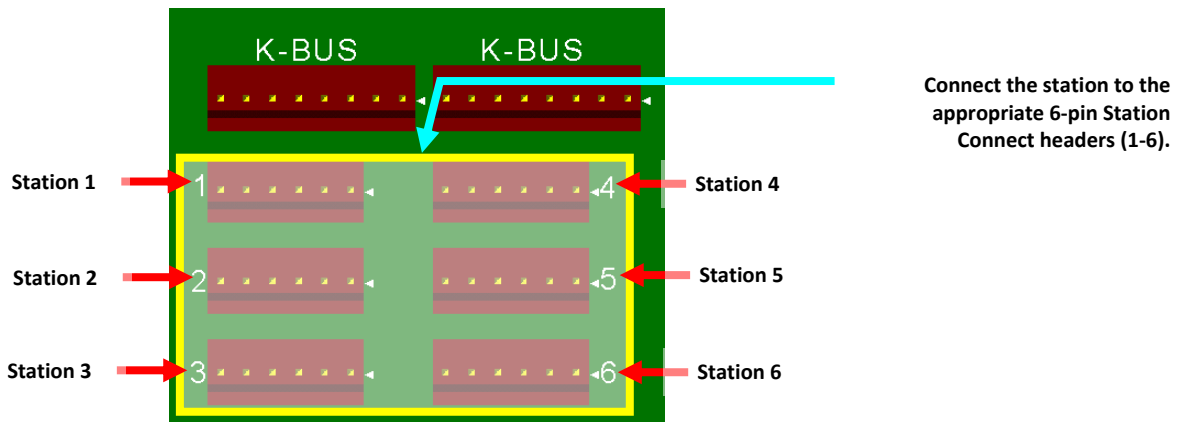 K-BUS K-BUS
Connect the station to the
appropriate 6-pin Station
Connect headers (1-6).
Station 1 1 4 Station 4
Station 2 2 5 Station 5
Station 3 3 6 Station 6